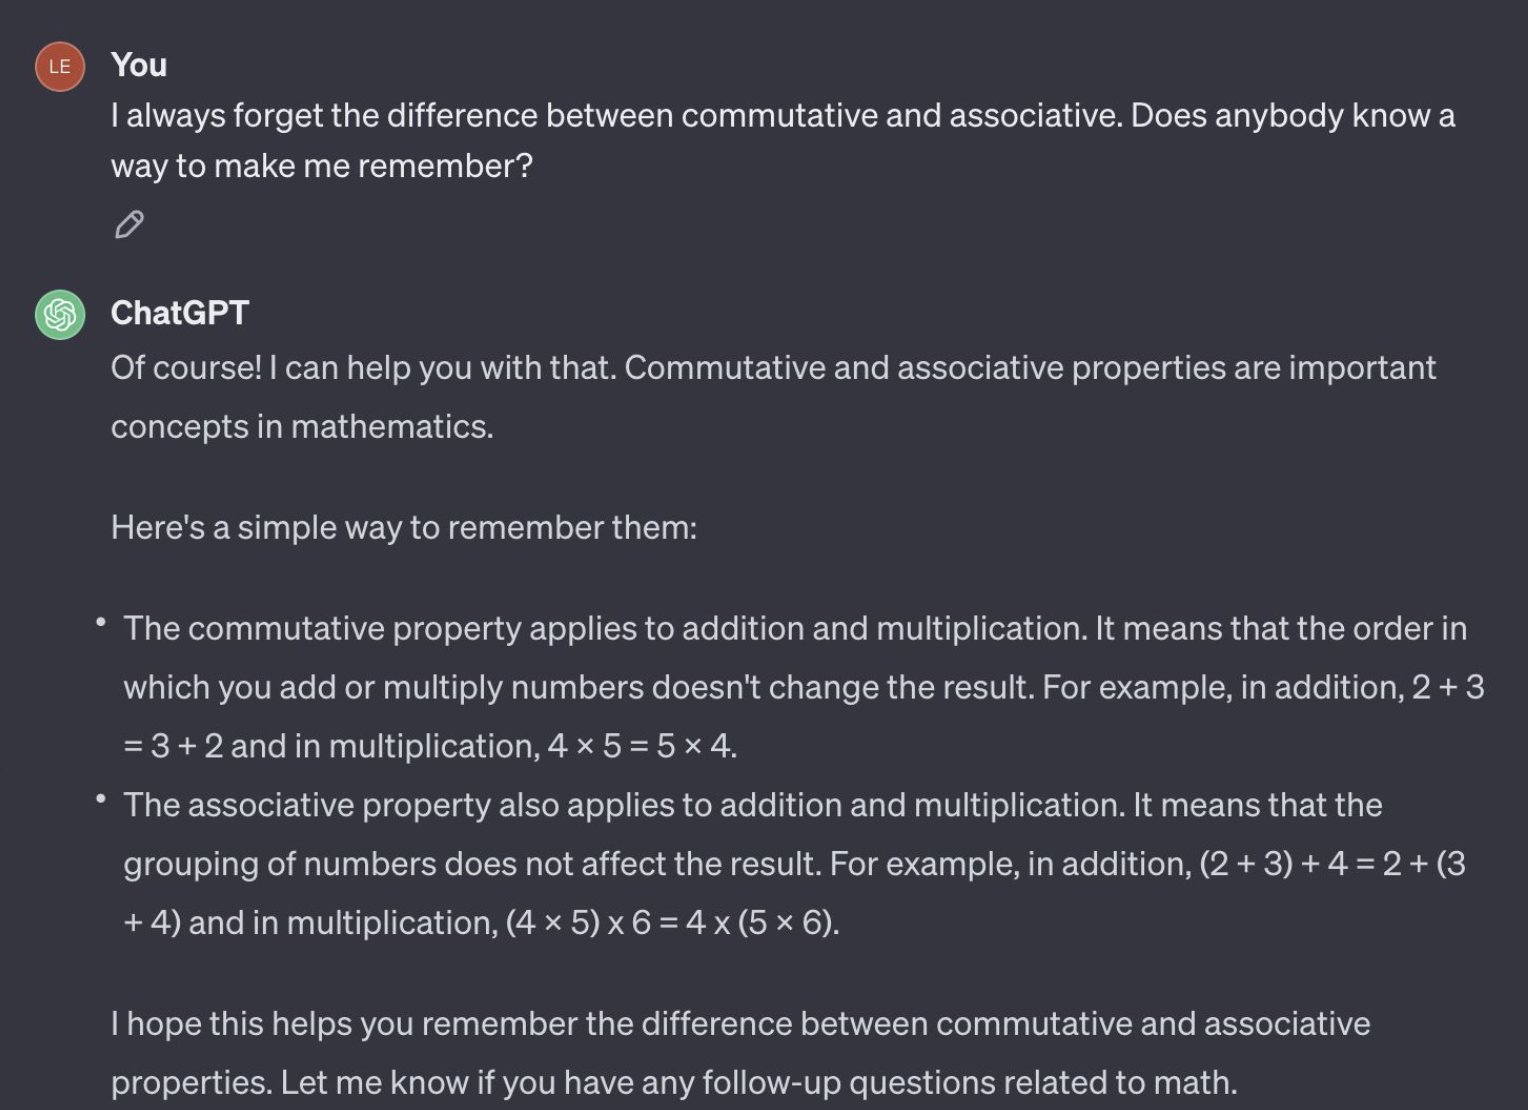 LE
You
I always forget the difference between commutative and associative. Does anybody know a
way to make me remember?
ChatGPT
Of course! I can help you with that. Commutative and associative properties are important
concepts in mathematics.
Here's a simple way to remember them:
• The commutative property applies to addition and multiplication. It means that the order in
which you add or multiply numbers doesn't change the result. For example, in addition, 2 + 3
= 3 + 2 and in multiplication, 4 × 5 = 5 × 4.
• The associative property also applies to addition and multiplication. It means that the
grouping of numbers does not affect the result. For example, in addition, (2 + 3) + 4 = 2 + (3
+ 4) and in multiplication, (4 × 5) x 6 = 4 x (5 × 6).
I hope this helps you remember the difference between commutative and associative
properties. Let me know if you have any follow-up questions related to math.